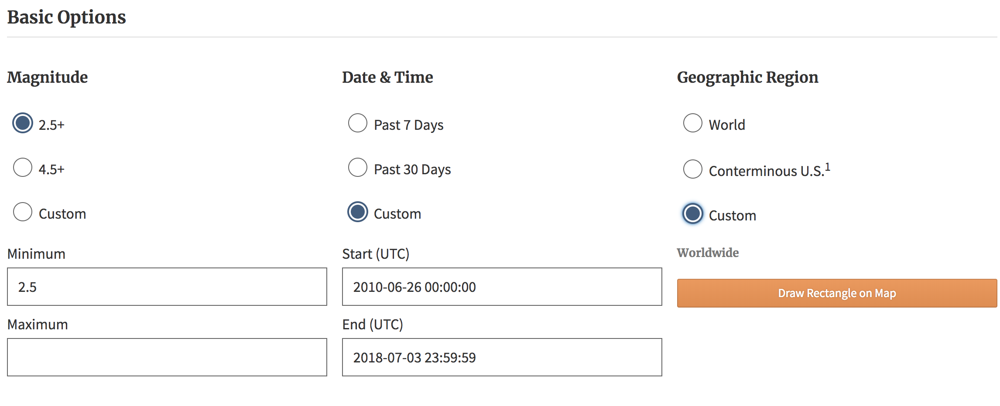 Basic Options
Magnitude
2.5+
4.5+
Custom
Minimum
2.5
Maximum
Date & Time
Past 7 Days
Past 30 Days
Custom
Start (UTC)
2010-06-26 00:00:00
End (UTC)
2018-07-03 23:59:59
Geographic Region
World
Conterminous U.S.¹
Custom
Worldwide
Draw Rectangle on Map